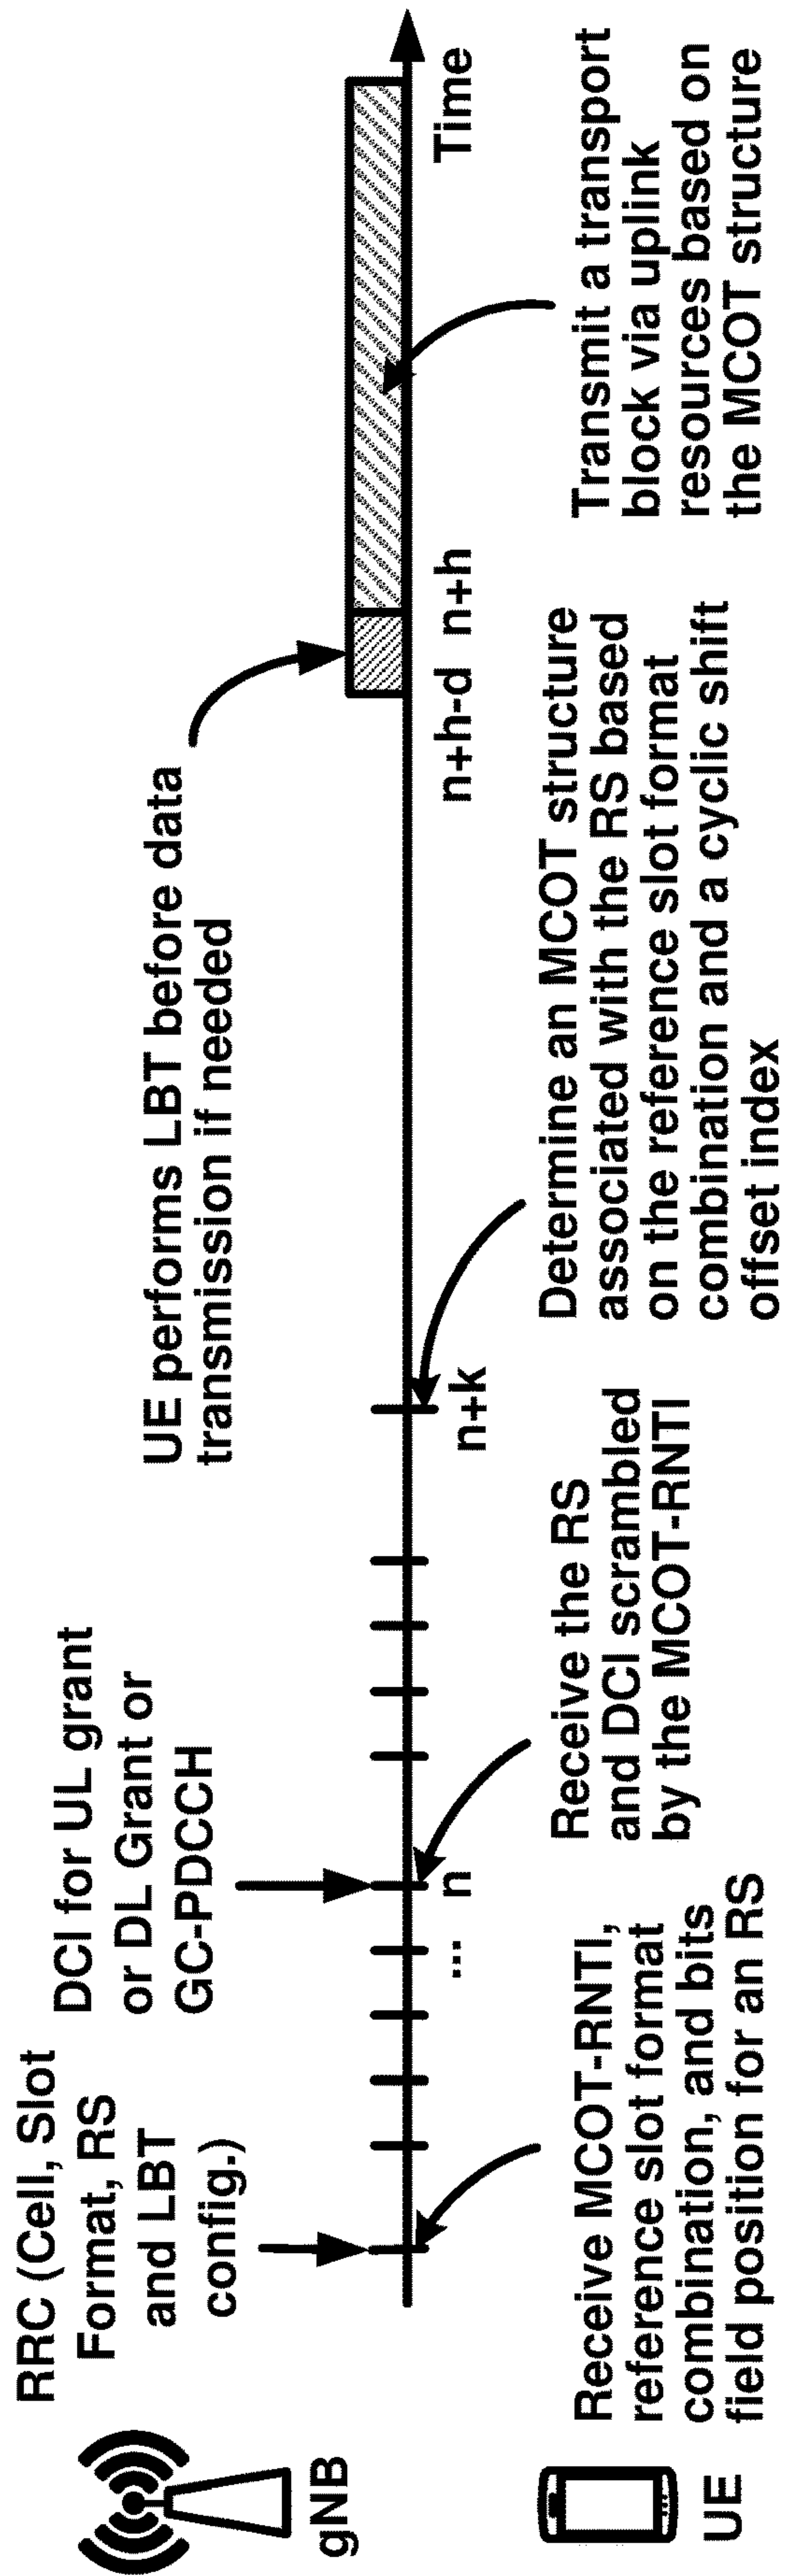 gNB
RRC (Cell, Slot
Format, RS
and LBT
config.)
DCI for UL grant
or DL Grant or
GC-PDCCH
UE performs LBT before data
transmission if needed
...
n
n+k
n+h-d
n+h
Time
UE
Receive MCOT-RNTI,
reference slot format
combination, and bits
field position for an RS
Receive the RS
and DCI scrambled
by the MCOT-RNTI
Determine an MCOT structure
associated with the RS based
on the reference slot format
combination and a cyclic shift
offset index
Transmit a transport
block via uplink
resources based on
the MCOT structure